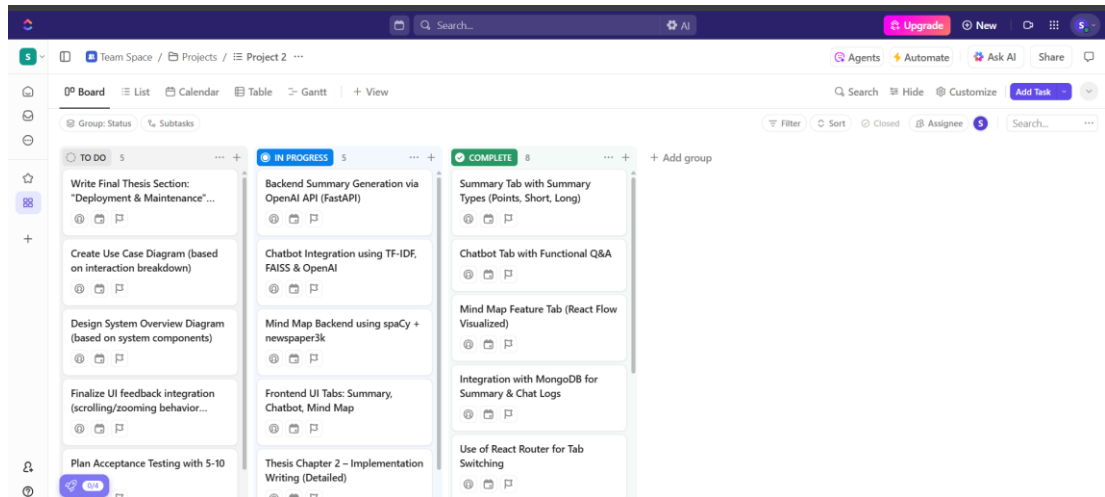 Search...
AI
Upgrade
New
S
S
Team Space / Projects / Project 2 ...
Agents
Automate
Ask AI
Share
Board
List
Calendar
Table
Gantt
+ View
Search
Hide
Customize
Add Task
Group: Status
Subtasks
Filter
Sort
Closed
Assignee
S
Search...
TO DO 5
Write Final Thesis Section:
"Deployment & Maintenance"...
Create Use Case Diagram (based
on interaction breakdown)
Design System Overview Diagram
(based on system components)
Finalize UI feedback integration
(scrolling/zooming behavior...
Plan Acceptance Testing with 5-10
0/4
IN PROGRESS 5
Backend Summary Generation via
OpenAI API (FastAPI)
Chatbot Integration using TF-IDF,
FAISS & OpenAI
Mind Map Backend using spaCy +
newspaper3k
Frontend UI Tabs: Summary,
Chatbot, Mind Map
Thesis Chapter 2 – Implementation
Writing (Detailed)
COMPLETE 8
Summary Tab with Summary
Types (Points, Short, Long)
Chatbot Tab with Functional Q&A
Mind Map Feature Tab (React Flow
Visualized)
Integration with MongoDB for
Summary & Chat Logs
Use of React Router for Tab
Switching
+ Add group